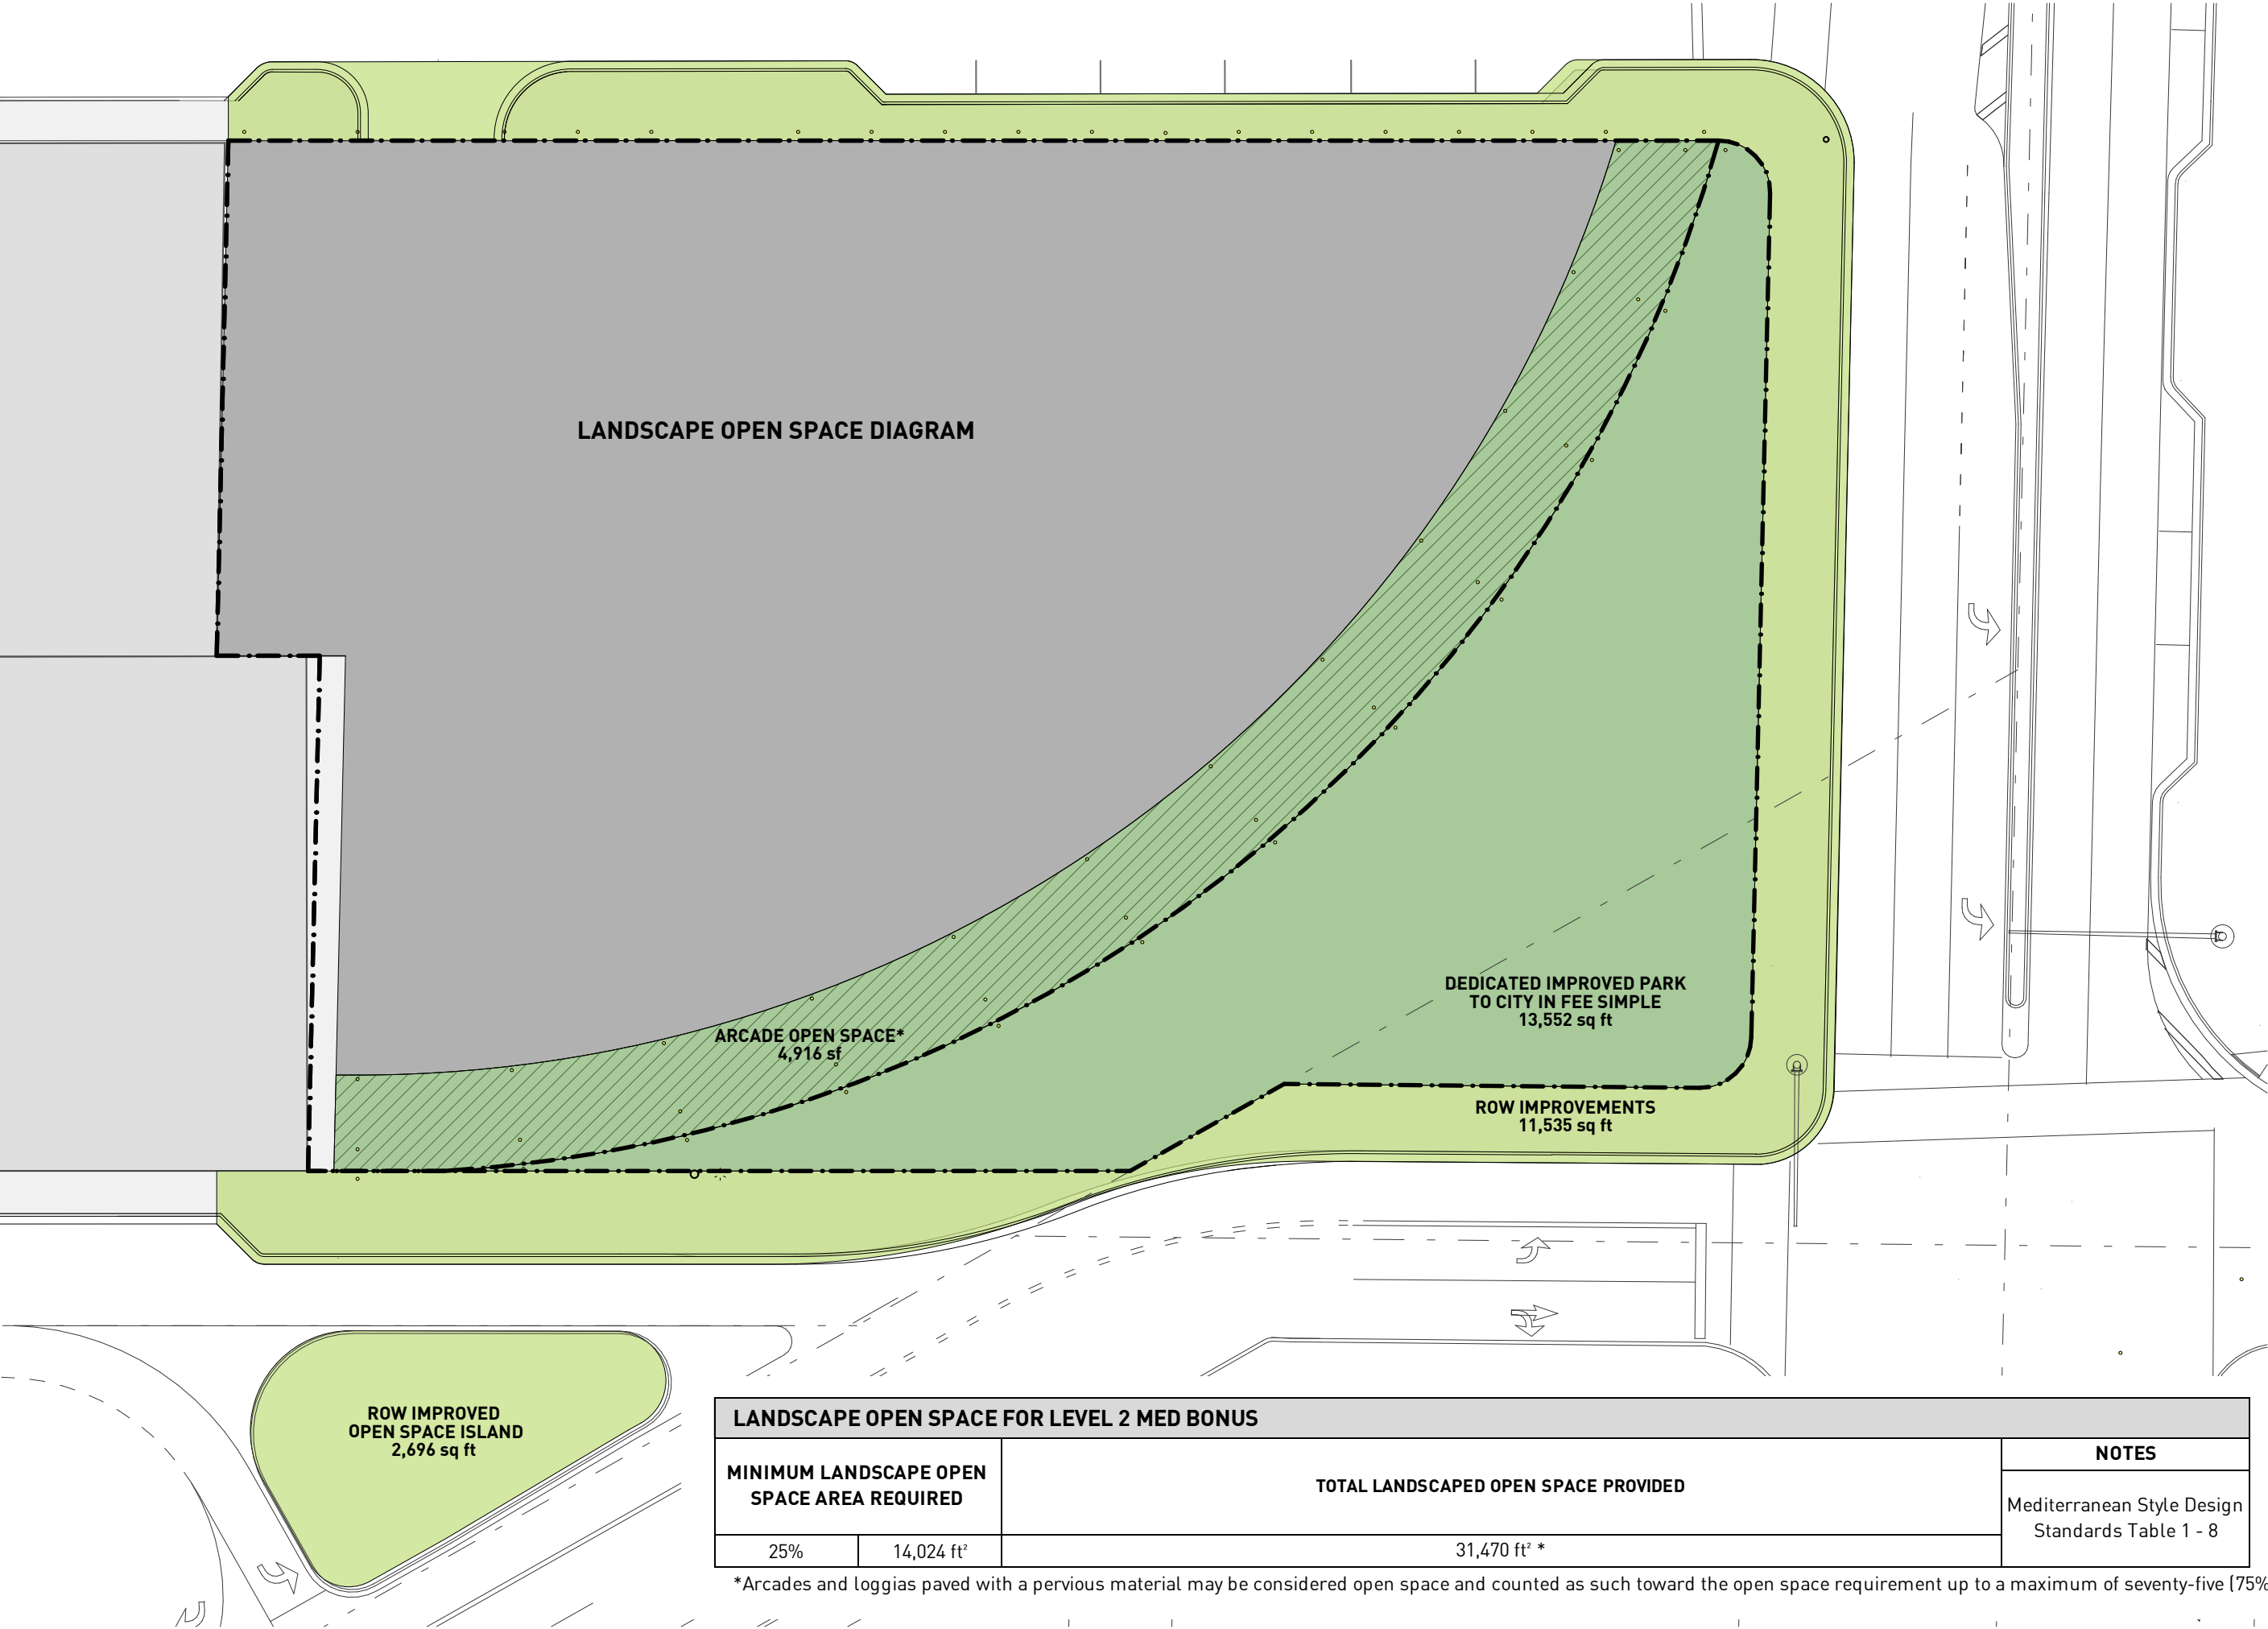 LANDSCAPE OPEN SPACE DIAGRAM
DEDICATED IMPROVED PARK
TO CITY IN FEE SIMPLE
13,552 sq ft
ARCADE OPEN SPACE*
4,916 sf
ROW IMPROVEMENTS
11,535 sq ft
ROW IMPROVED
OPEN SPACE ISLAND
2,696 sq ft
LANDSCAPE OPEN SPACE FOR LEVEL 2 MED BONUS
MINIMUM LANDSCAPE OPEN
SPACE AREA REQUIRED
TOTAL LANDSCAPED OPEN SPACE PROVIDED
NOTES
Mediterranean Style Design
Standards Table 1 - 8
25%
14,024 ft²
31,470 ft² *
*Arcades and loggias paved with a pervious material may be considered open space and counted as such toward the open space requirement up to a maximum of seventy-five (75%